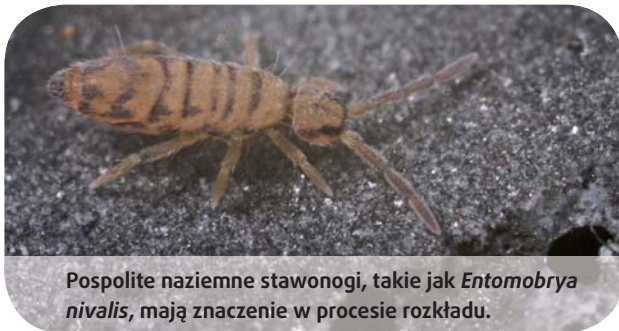 Pospolite naziemne stawonogi, takie jak Entomobrya
nivalis, mają znaczenie w procesie rozkładu.